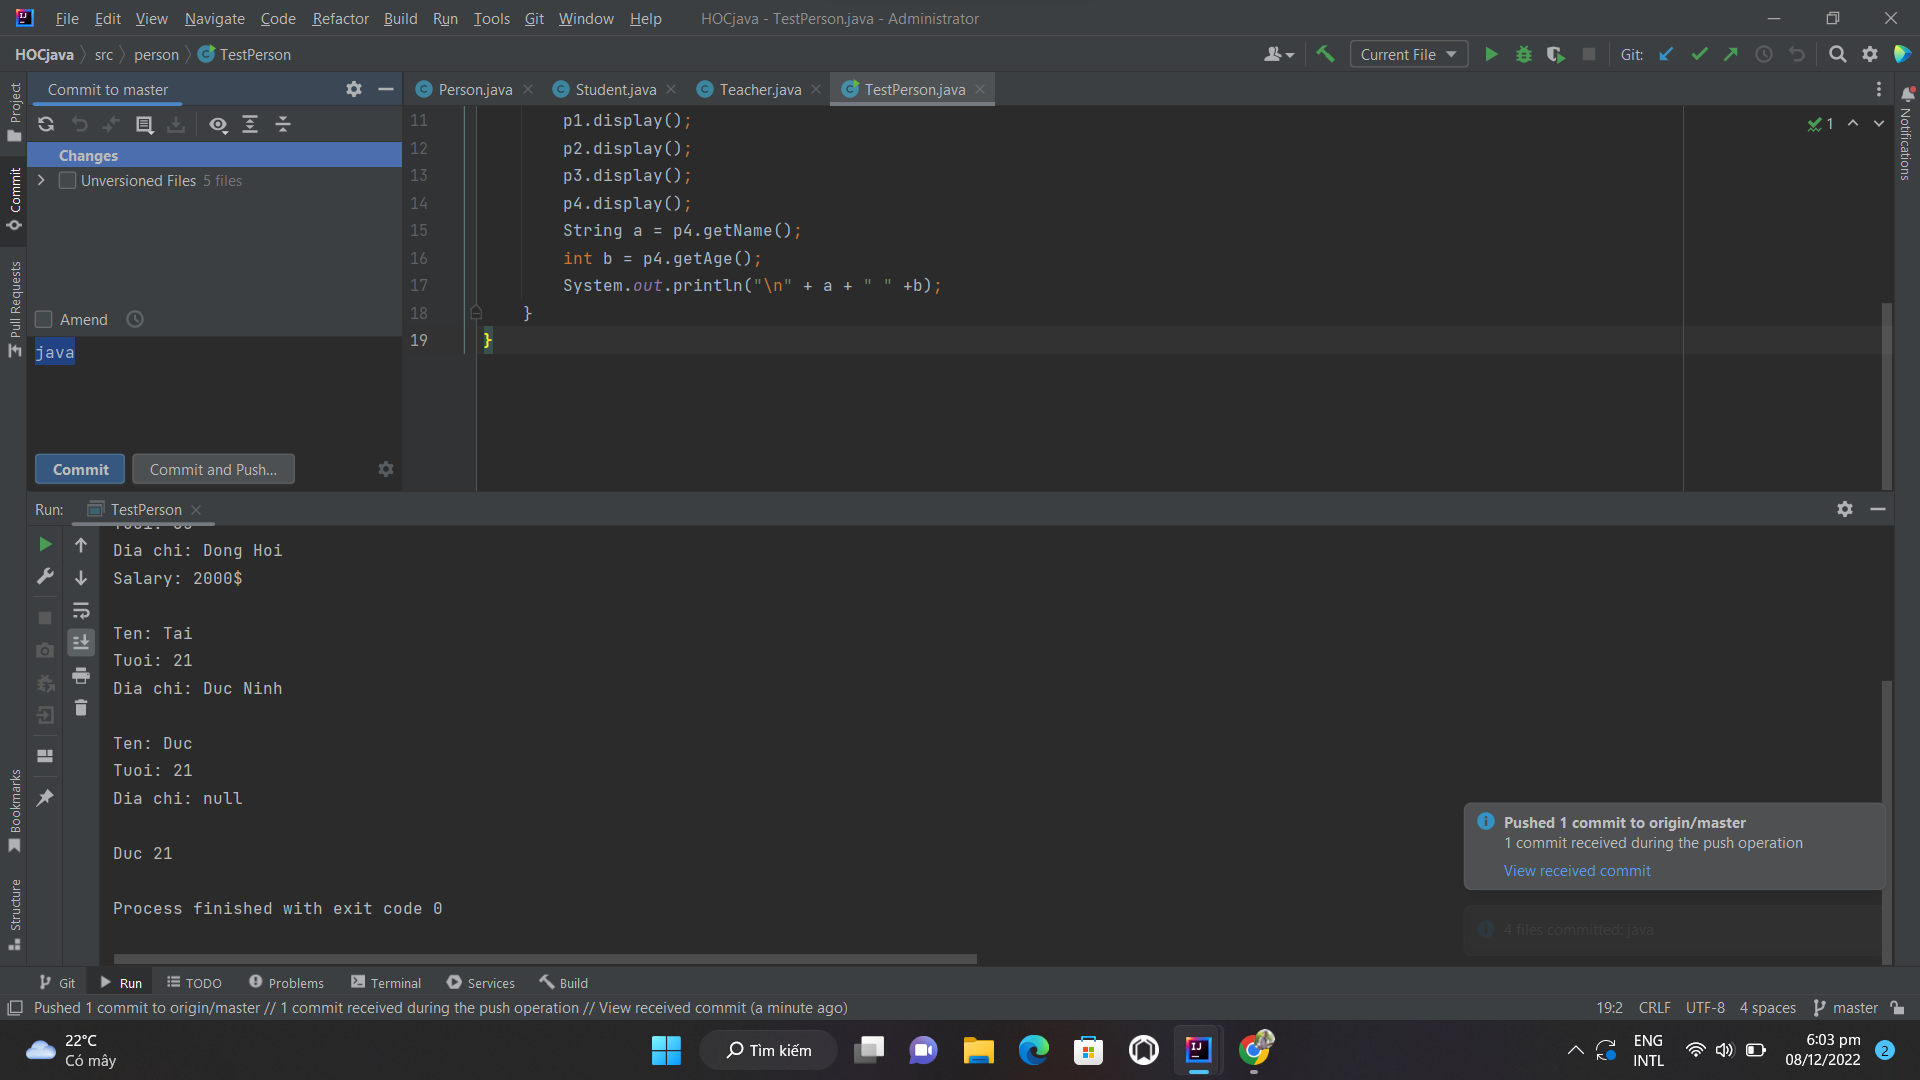 File Edit View Navigate Code Refactor Build Run Tools Git Window Help HOCjava - TestPerson.java - Administrator
HOCjava src person TestPerson
Current File Git:
Project
Commit
Pull Requests
Bookmarks
Structure
Commit to master
Changes
Unversioned Files 5 files
Amend
java
Commit Commit and Push...
Person.java Student.java Teacher.java TestPerson.java
1
11 p1.display();
12 p2.display();
13 p3.display();
14 p4.display();
15 String a = p4.getName();
16 int b = p4.getAge();
17 System.out.println("\n" + a + " " +b);
18 }
19 }
Notifications
Run: TestPerson
Dia chi: Dong Hoi
Salary: 2000$
Ten: Tai
Tuoi: 21
Dia chi: Duc Ninh
Ten: Duc
Tuoi: 21
Dia chi: null
Duc 21
Process finished with exit code 0
Pushed 1 commit to origin/master
1 commit received during the push operation
View received commit
4 files committed: java
Git Run TODO Problems Terminal Services Build
Pushed 1 commit to origin/master // 1 commit received during the push operation // View received commit (a minute ago)
19:2 CRLF UTF-8 4 spaces master
22°C
Có mây
Tìm kiếm
ENG
INTL
6:03 pm
08/12/2022
2